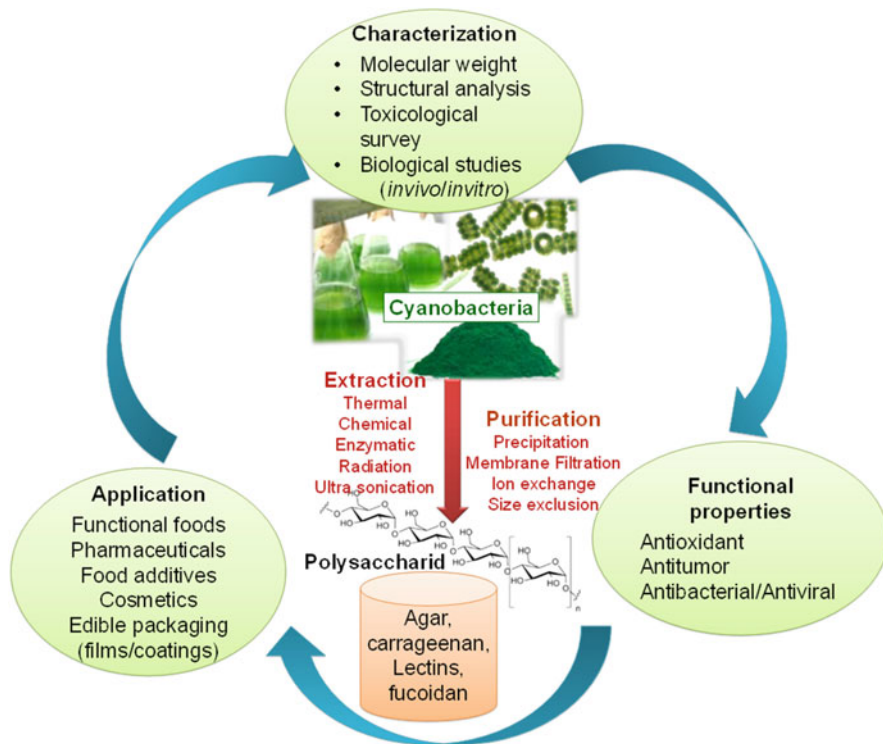 Characterization
• Molecular weight
• Structural analysis
• Toxicological
survey
• Biological studies
(invivo/invitro)
Cyanobacteria
Extraction
Thermal
Chemical
Enzymatic
Radiation
Ultra sonication
Purification
Precipitation
Membrane Filtration
Ion exchange
Size exclusion
Functional
properties
Antioxidant
Antitumor
Antibacterial/Antiviral
Application
Functional foods
Pharmaceuticals
Food additives
Cosmetics
Edible packaging
(films/coatings)
Polysaccharid
Agar,
carrageenan,
Lectins,
fucoidan